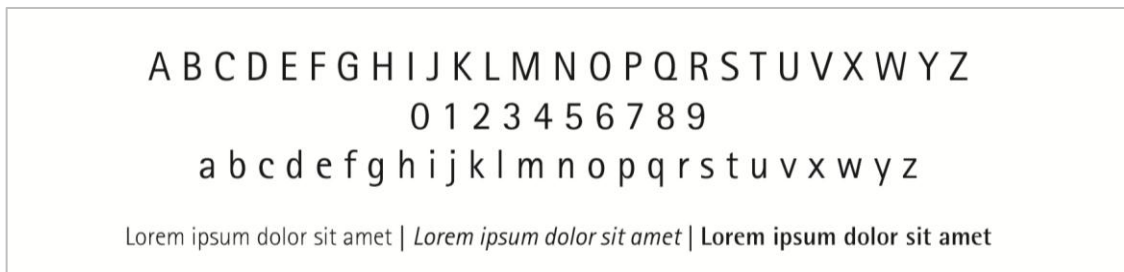 A B C D E F G H I J K L M N O P Q R S T U V X W Y Z
0 1 2 3 4 5 6 7 8 9
a b c d e f g h i j k l m n o p q r s t u v x w y z
Lorem ipsum dolor sit amet | Lorem ipsum dolor sit amet | Lorem ipsum dolor sit amet